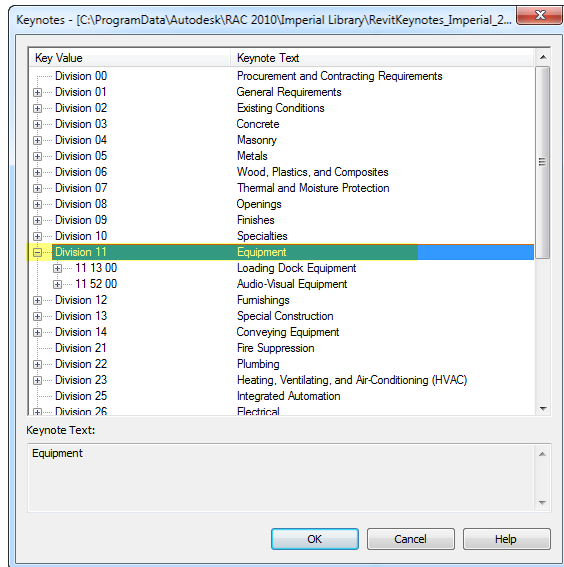 Keynotes - [C:\ProgramData\Autodesk\RAC 2010\Imperial Library\RevitKeynotes_Imperial_2...
Key Value Keynote Text
Division 00 Procurement and Contracting Requirements
Division 01 General Requirements
Division 02 Existing Conditions
Division 03 Concrete
Division 04 Masonry
Division 05 Metals
Division 06 Wood, Plastics, and Composites
Division 07 Thermal and Moisture Protection
Division 08 Openings
Division 09 Finishes
Division 10 Specialties
Division 11 Equipment
11 13 00 Loading Dock Equipment
11 52 00 Audio-Visual Equipment
Division 12 Furnishings
Division 13 Special Construction
Division 14 Conveying Equipment
Division 21 Fire Suppression
Division 22 Plumbing
Division 23 Heating, Ventilating, and Air-Conditioning (HVAC)
Division 25 Integrated Automation
Division 26 Electrical
Keynote Text:
Equipment
OK Cancel Help